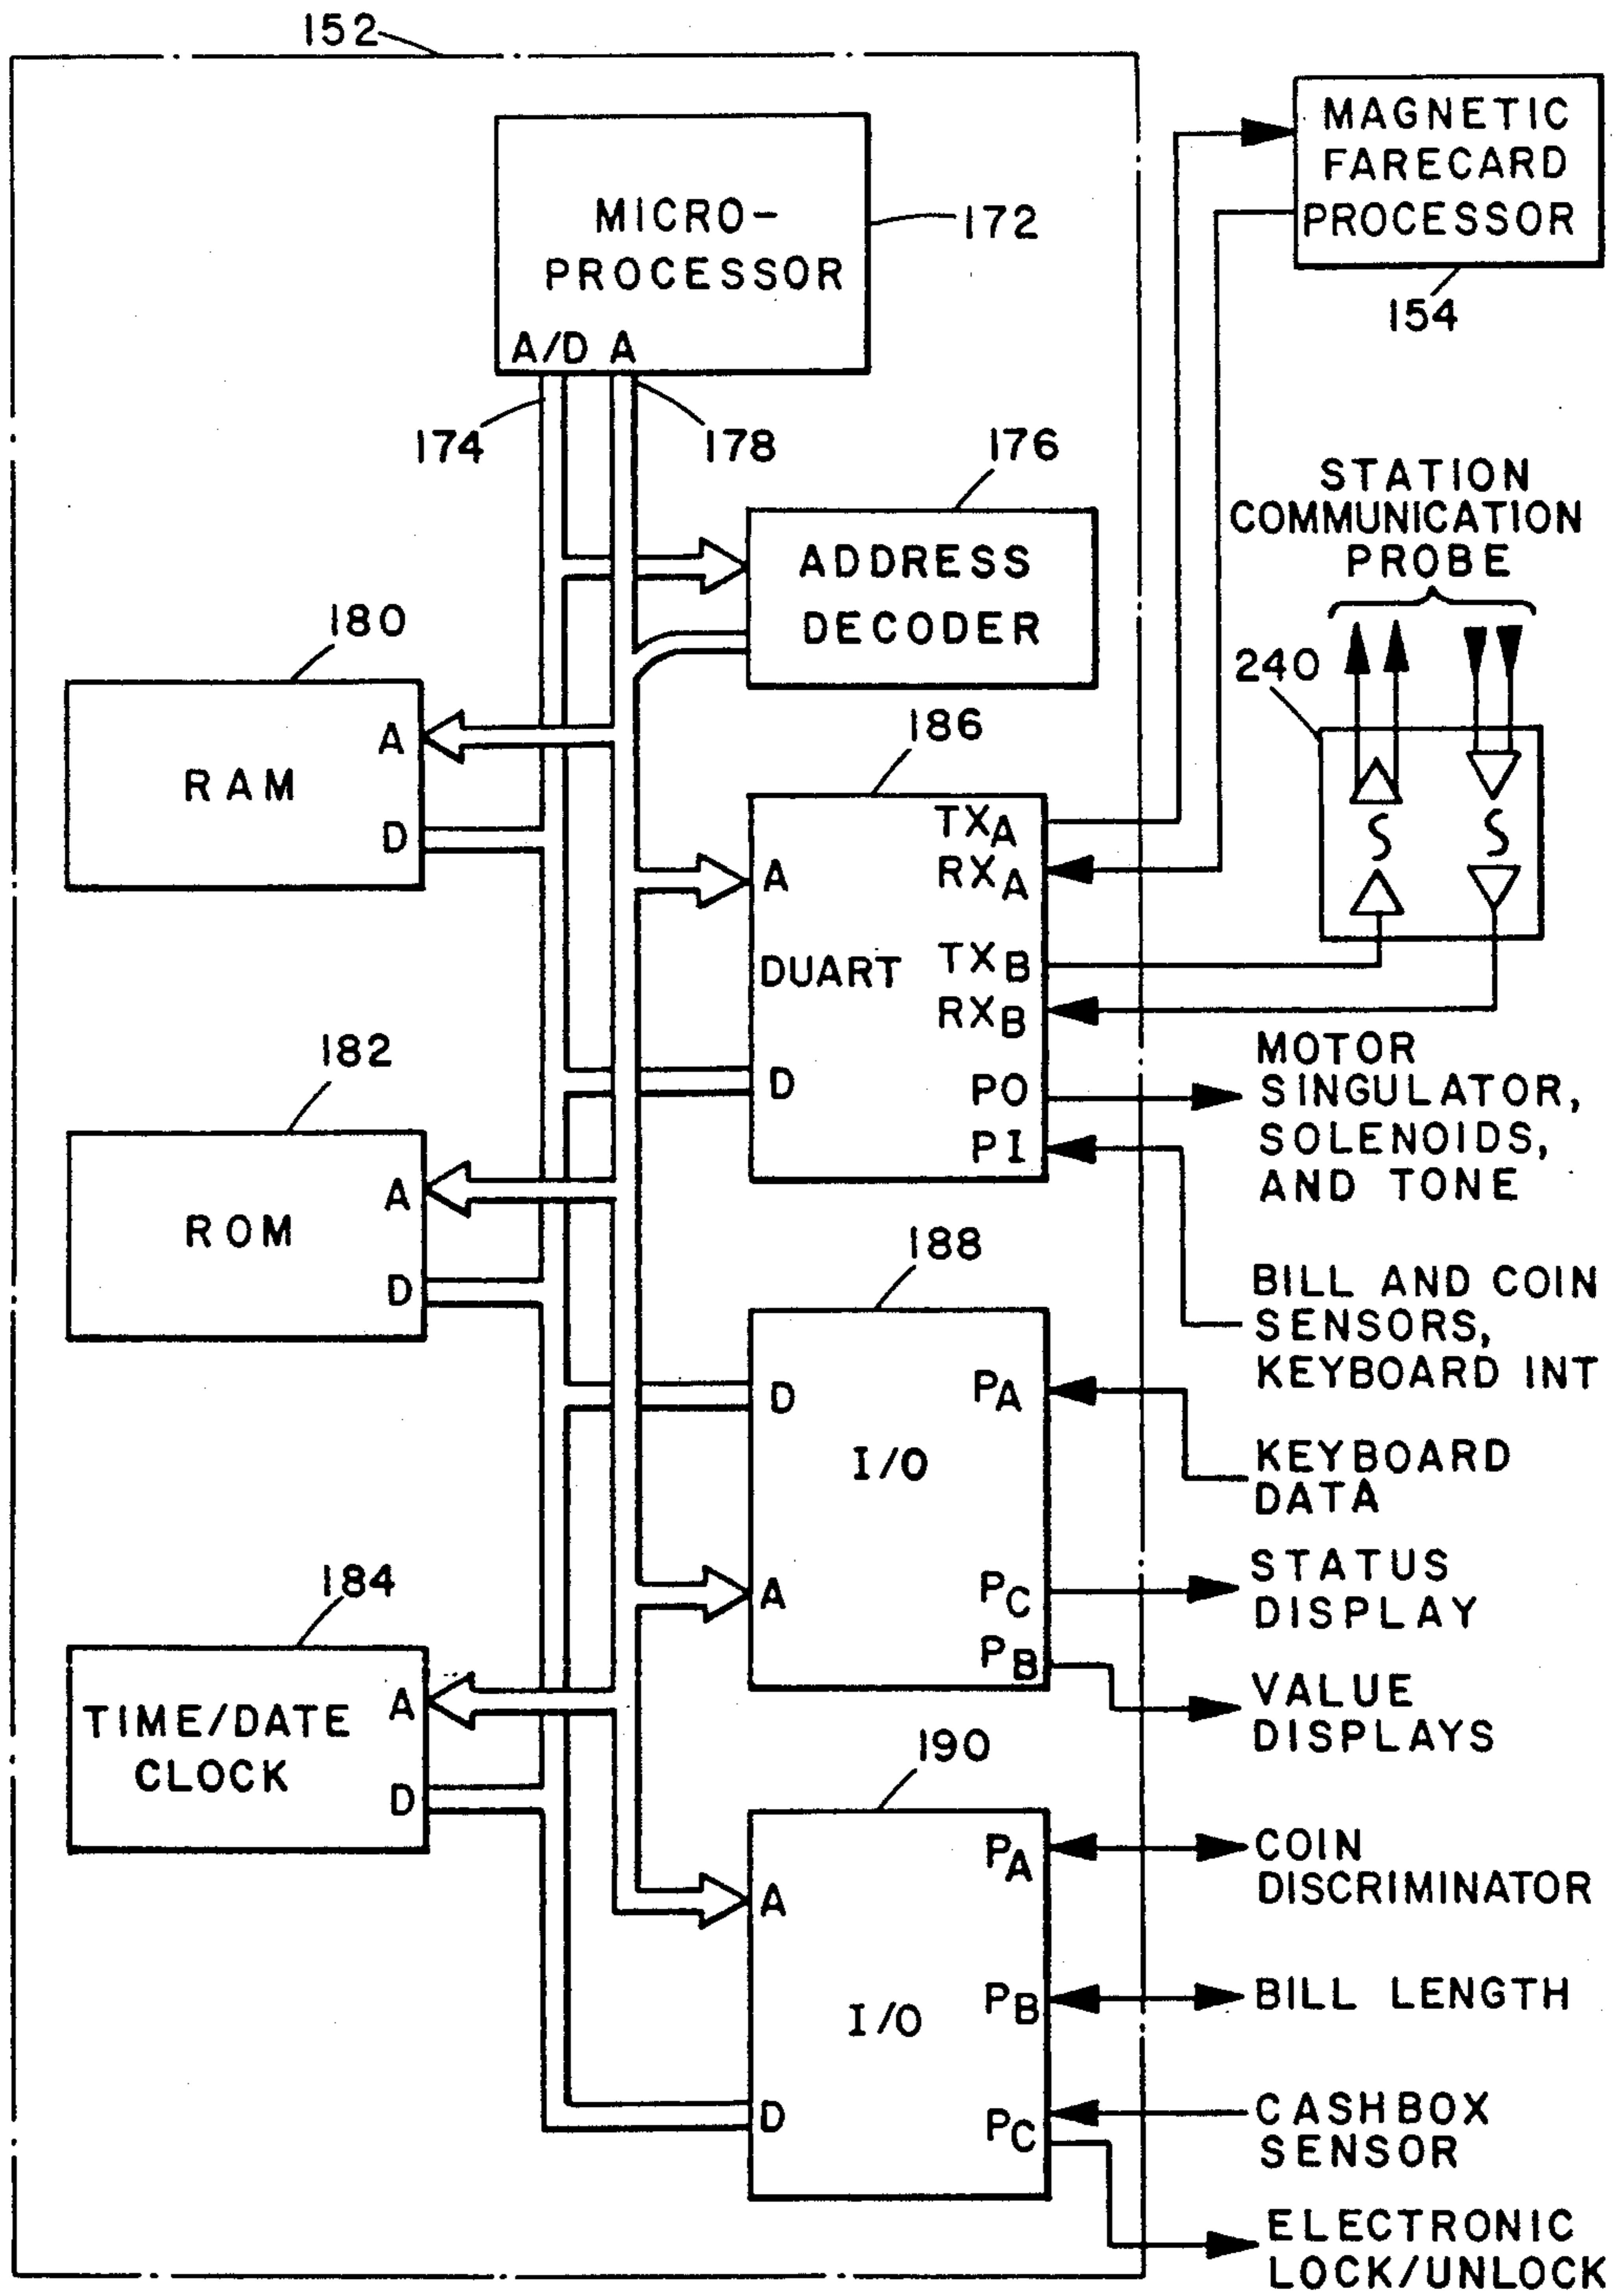 152
MAGNETIC
FARECARD
PROCESSOR
154
MICRO-
PROCESSOR
172
A/D A
174
178
176
ADDRESS
DECODER
STATION
COMMUNICATION
PROBE
240
S S
180
RAM
A
D
186
DUART
A
D
TXA
RXA
TXB
RXB
PO
PI
MOTOR
SINGULATOR,
SOLENOIDS,
AND TONE
182
ROM
A
D
188
I/O
D
A
PA
PC
PB
BILL AND COIN
SENSORS,
KEYBOARD INT
KEYBOARD
DATA
STATUS
DISPLAY
VALUE
DISPLAYS
184
TIME/DATE
CLOCK
A
D
190
I/O
A
D
PA
PB
PC
COIN
DISCRIMINATOR
BILL LENGTH
CASHBOX
SENSOR
ELECTRONIC
LOCK/UNLOCK